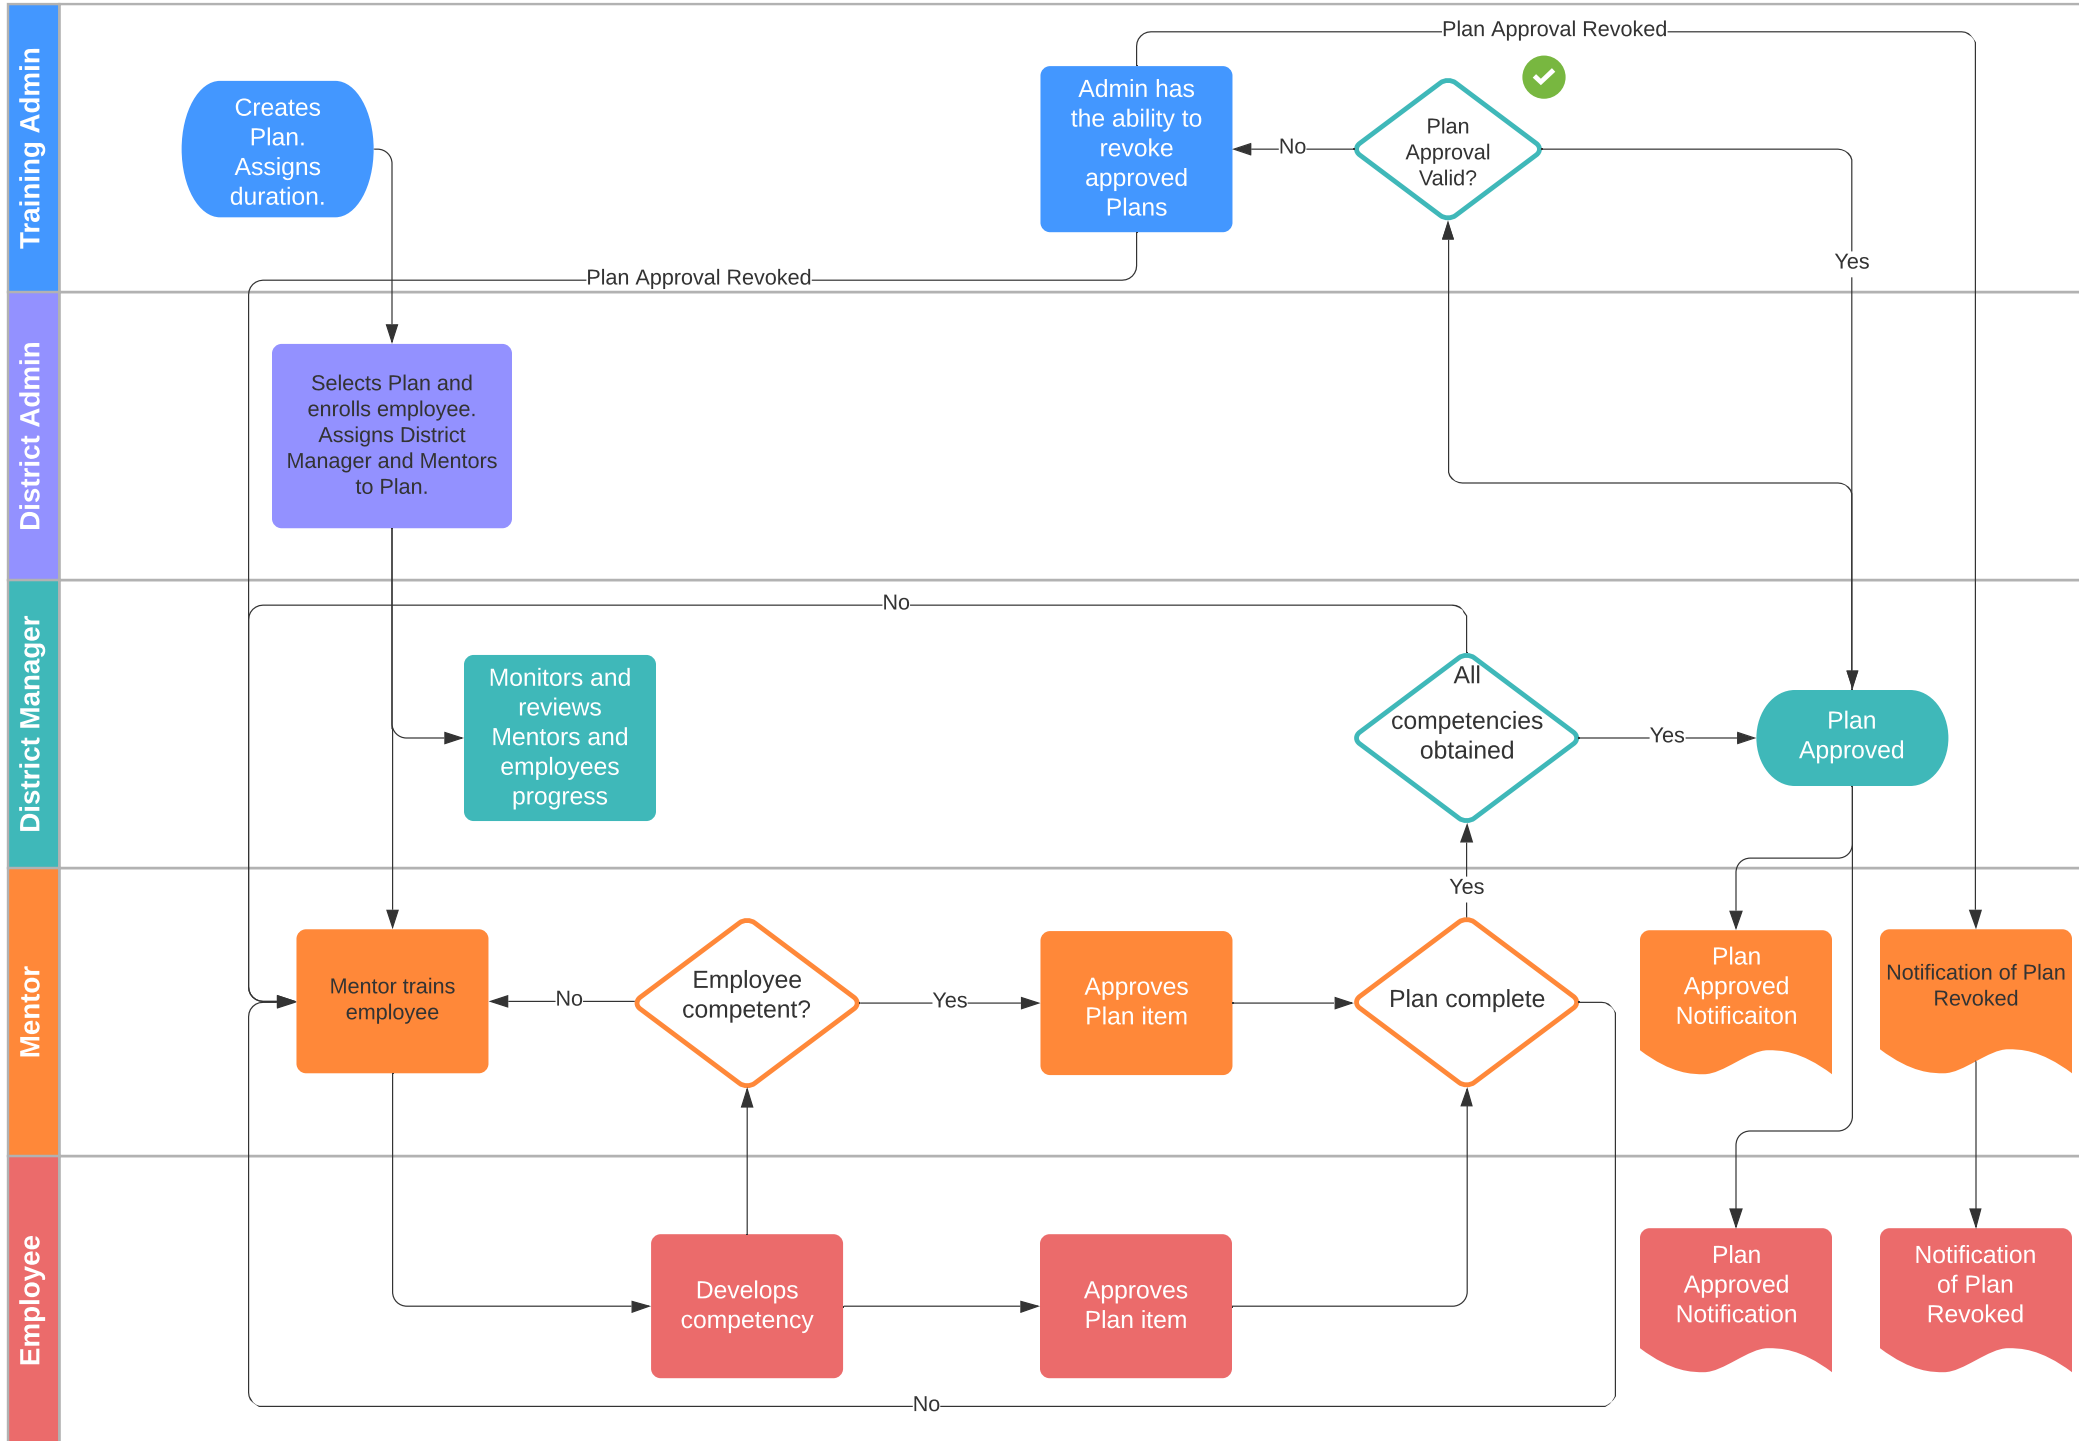 Training Admin
Creates
Plan.
Assigns
duration.
Plan Approval Revoked
Admin has
the ability to
revoke
approved
Plans
No
Plan
Approval
Valid?
Yes
Plan Approval Revoked
District Admin
Selects Plan and
enrolls employee.
Assigns District
Manager and Mentors
to Plan.
District Manager
No
Monitors and
reviews
Mentors and
employees
progress
All
competencies
obtained
Yes
Plan
Approved
Mentor
Yes
Mentor trains
employee
No
Employee
competent?
Yes
Approves
Plan item
Plan complete
Plan
Approved
Notificaiton
Notification of Plan
Revoked
Employee
Develops
competency
Approves
Plan item
Plan
Approved
Notification
Notification
of Plan
Revoked
No